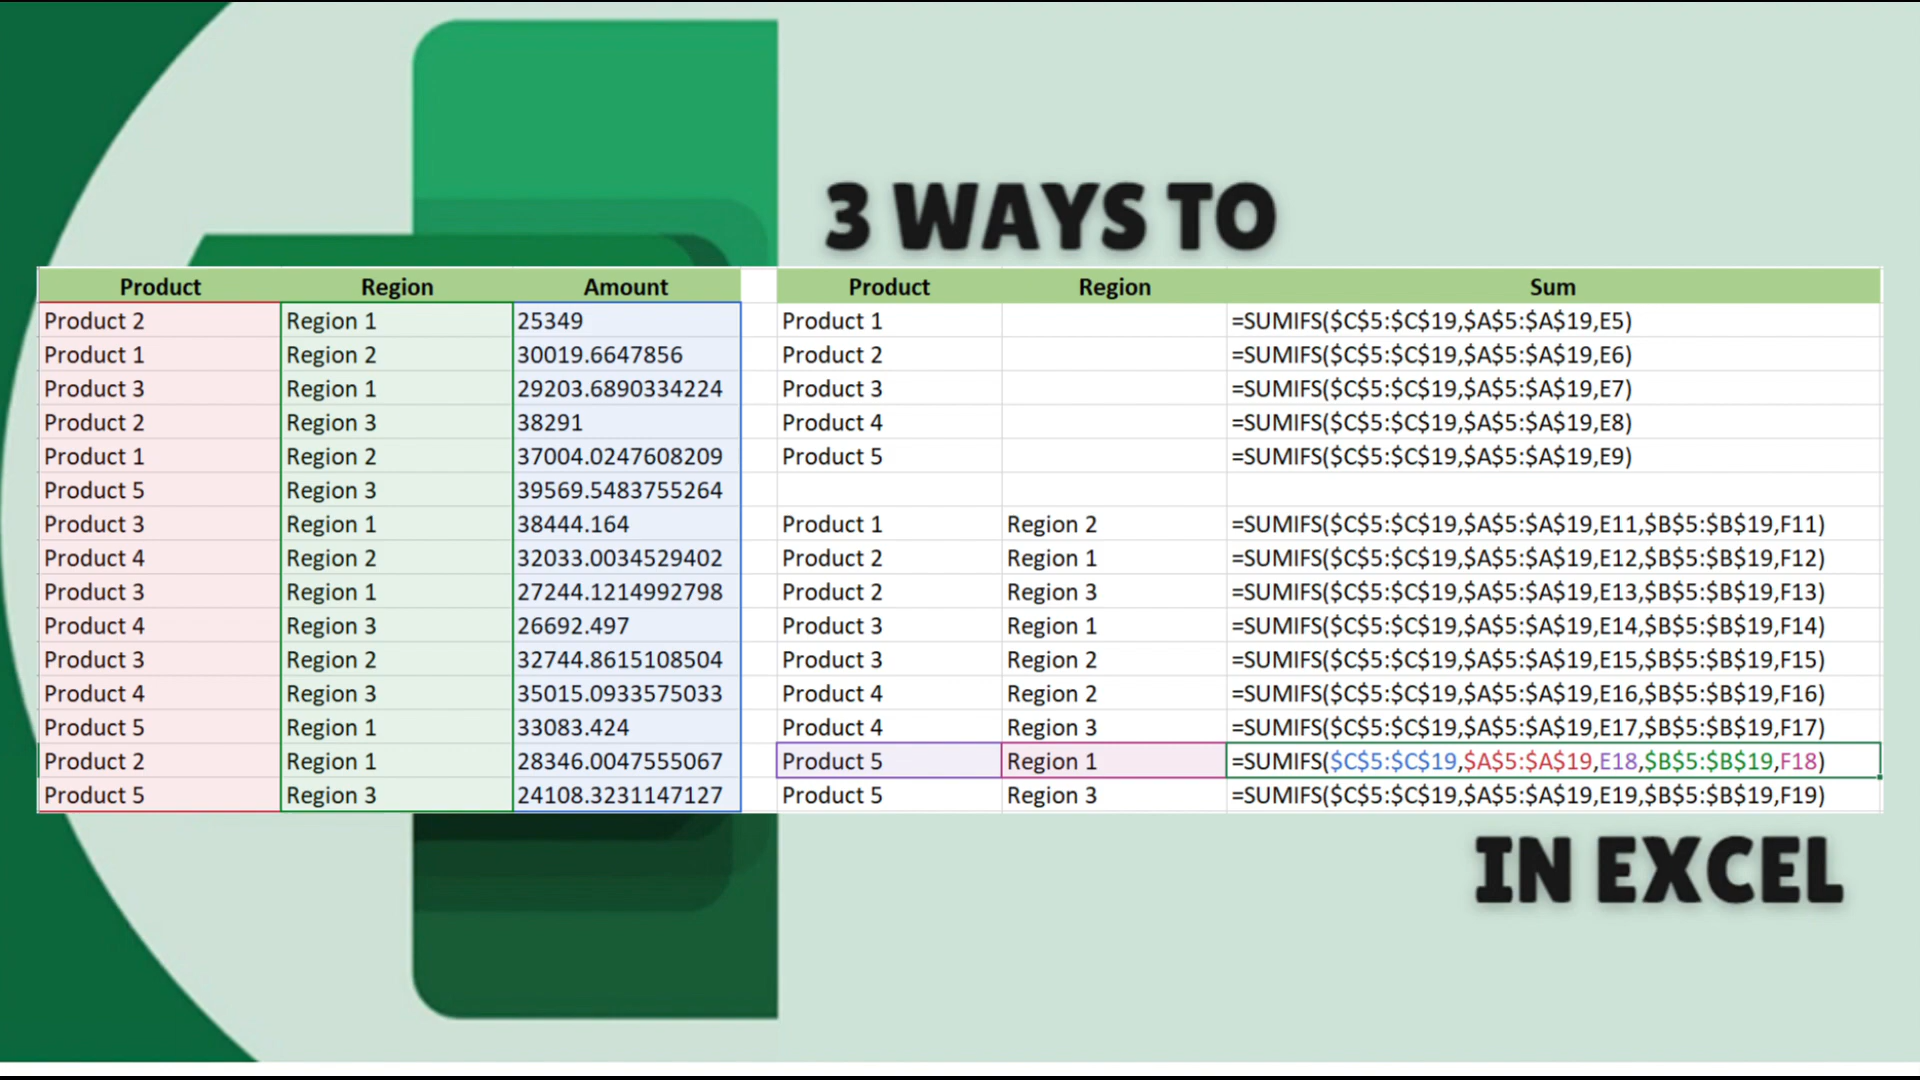 3 WAYS TO
Product Region Amount Product Region Sum
Product 2 Region 1 25349 Product 1 =SUMIFS($C$5:$C$19,$A$5:$A$19,E5)
Product 1 Region 2 30019.6647856 Product 2 =SUMIFS($C$5:$C$19,$A$5:$A$19,E6)
Product 3 Region 1 29203.6890334224 Product 3 =SUMIFS($C$5:$C$19,$A$5:$A$19,E7)
Product 2 Region 3 38291 Product 4 =SUMIFS($C$5:$C$19,$A$5:$A$19,E8)
Product 1 Region 2 37004.0247608209 Product 5 =SUMIFS($C$5:$C$19,$A$5:$A$19,E9)
Product 5 Region 3 39569.5483755264
Product 3 Region 1 38444.164 Product 1 Region 2 =SUMIFS($C$5:$C$19,$A$5:$A$19,E11,$B$5:$B$19,F11)
Product 4 Region 2 32033.0034529402 Product 2 Region 1 =SUMIFS($C$5:$C$19,$A$5:$A$19,E12,$B$5:$B$19,F12)
Product 3 Region 1 27244.1214992798 Product 2 Region 3 =SUMIFS($C$5:$C$19,$A$5:$A$19,E13,$B$5:$B$19,F13)
Product 4 Region 3 26692.497 Product 3 Region 1 =SUMIFS($C$5:$C$19,$A$5:$A$19,E14,$B$5:$B$19,F14)
Product 3 Region 2 32744.8615108504 Product 3 Region 2 =SUMIFS($C$5:$C$19,$A$5:$A$19,E15,$B$5:$B$19,F15)
Product 4 Region 3 35015.0933575033 Product 4 Region 2 =SUMIFS($C$5:$C$19,$A$5:$A$19,E16,$B$5:$B$19,F16)
Product 5 Region 1 33083.424 Product 4 Region 3 =SUMIFS($C$5:$C$19,$A$5:$A$19,E17,$B$5:$B$19,F17)
Product 2 Region 1 28346.0047555067 Product 5 Region 1 =SUMIFS($C$5:$C$19,$A$5:$A$19,E18,$B$5:$B$19,F18)
Product 5 Region 3 24108.3231147127 Product 5 Region 3 =SUMIFS($C$5:$C$19,$A$5:$A$19,E19,$B$5:$B$19,F19)
IN EXCEL